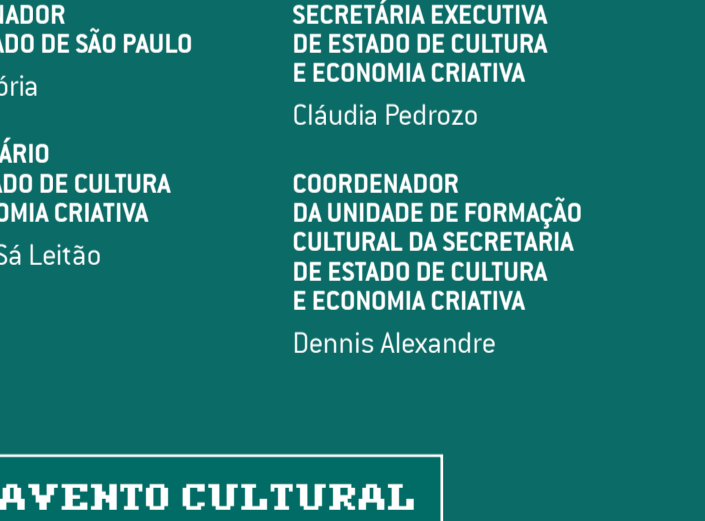 NADOR
ADO DE SÃO PAULO
ória
ÁRIO
ADO DE CULTURA
OMIA CRIATIVA
Sá Leitão
SECRETÁRIA EXECUTIVA
DE ESTADO DE CULTURA
E ECONOMIA CRIATIVA
Cláudia Pedrozo
COORDENADOR
DA UNIDADE DE FORMAÇÃO
CULTURAL DA SECRETARIA
DE ESTADO DE CULTURA
E ECONOMIA CRIATIVA
Dennis Alexandre
AVENTO CULTURAL